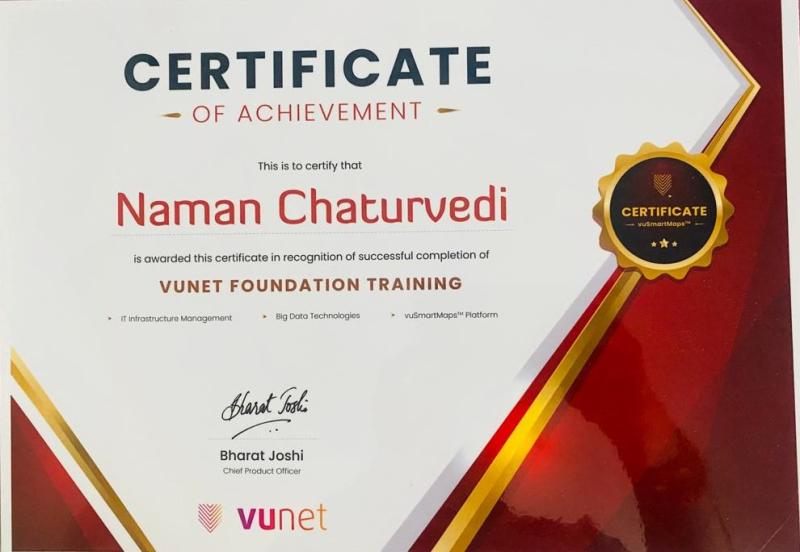 CERTIFICATE
OF ACHIEVEMENT
This is to certify that
Naman Chaturvedi
is awarded this certificate in recognition of successful completion of
VUNET FOUNDATION TRAINING
IT Infrastructure Management
Big Data Technologies
vuSmartMaps™ Platform
CERTIFICATE
vuSmartMaps™
Bharat Joshi
Bharat Joshi
Chief Product Officer
vunet